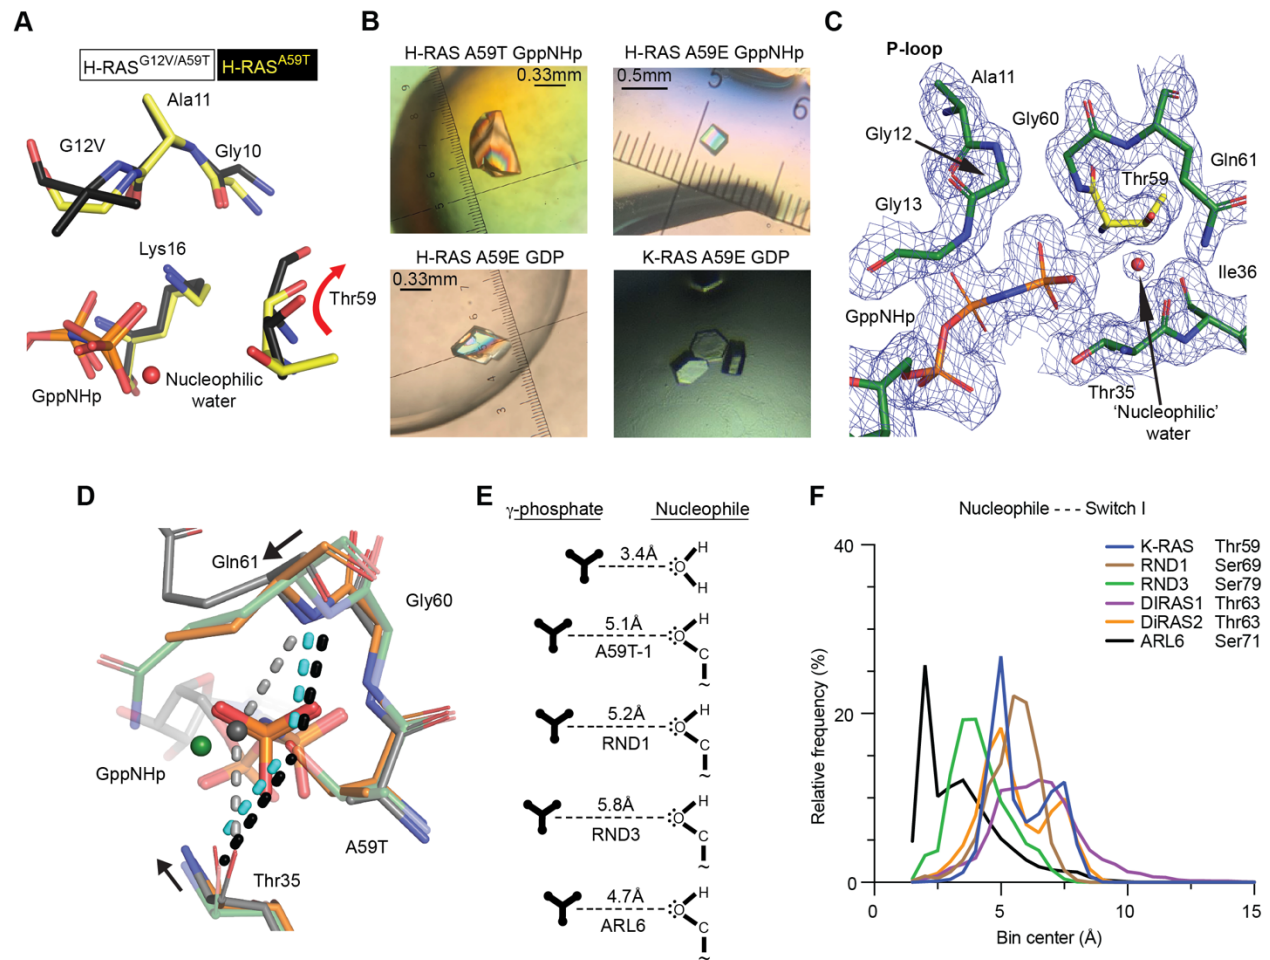 A
H-RAS^G12V/A59T H-RAS^A59T
Ala11
G12V
Gly10
Lys16
Thr59
GppNHp
Nucleophilic
water
B
H-RAS A59T GppNHp
0.33mm
H-RAS A59E GppNHp
0.5mm
5
6
H-RAS A59E GDP
0.33mm
K-RAS A59E GDP
C
P-loop
Ala11
Gly60
Gly12
Gln61
Thr59
Gly13
Ile36
GppNHp
Thr35
'Nucleophilic'
water
D
Gln61
Gly60
GppNHp
A59T
Thr35
E
γ-phosphate Nucleophile
3.4Å :O: H H
5.1Å :O: H
A59T-1 C
~
5.2Å :O: H
RND1 C
~
5.8Å :O: H
RND3 C
~
4.7Å :O: H
ARL6 C
~
F
Nucleophile --- Switch I
K-RAS Thr59
RND1 Ser69
RND3 Ser79
DIRAS1 Thr63
DiRAS2 Thr63
ARL6 Ser71
Relative frequency (%)
40
20
0
0 5 10 15
Bin center (Å)